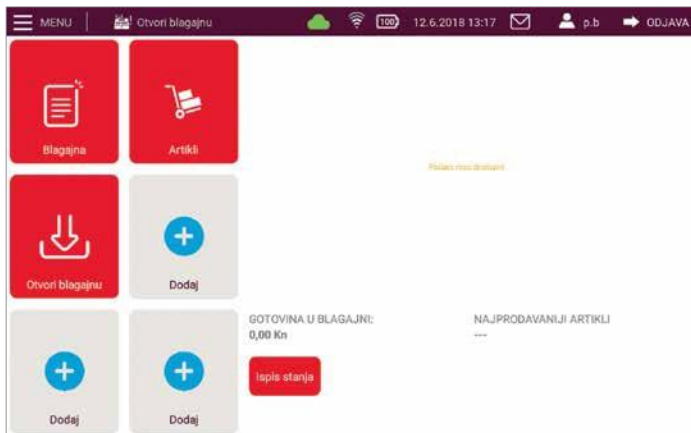 MENU
Otvori blagajnu
100
12.6.2018 13:17
p.b
ODJAVA
Blagajna
Artikli
Otvori blagajnu
Dodaj
GOTOVINA U BLAGAJNI:
0,00 Kn
NAJPRODAVANIJI ARTIKLI
---
Ispis stanja
Dodaj
Dodaj